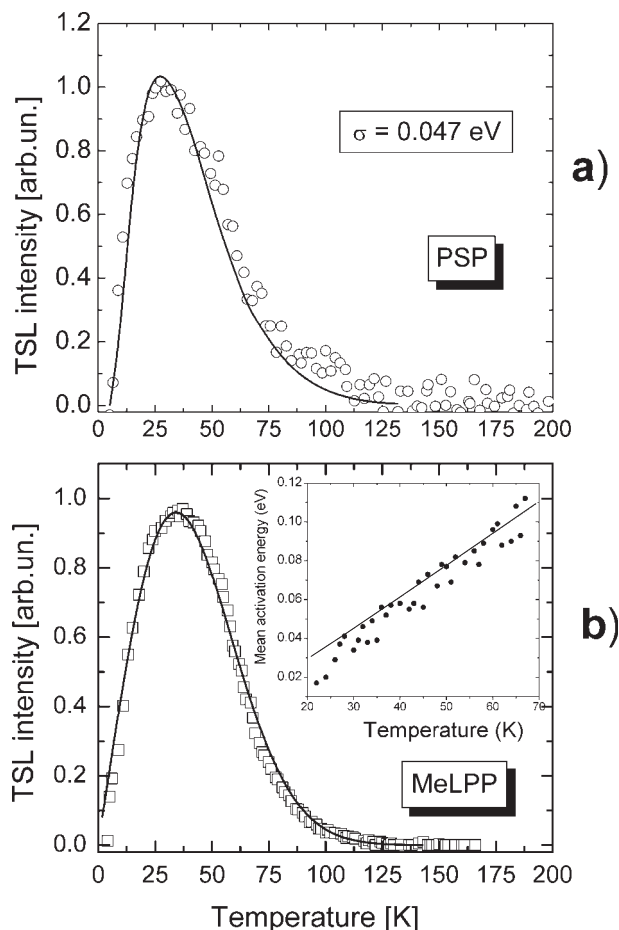 1.2
1.0
0.8
0.6
0.4
0.2
0.0
TSL intensity [arb.un.]
σ = 0.047 eV
PSP
a)
0 25 50 75 100 125 150 175 200
1.0
0.8
0.6
0.4
0.2
0.0
TSL intensity [arb.un.]
0.12
0.10
0.08
0.06
0.04
0.02
Mean activation energy (eV)
20 30 40 50 60 70
Temperature (K)
b)
MeLPP
0 25 50 75 100 125 150 175 200
Temperature [K]